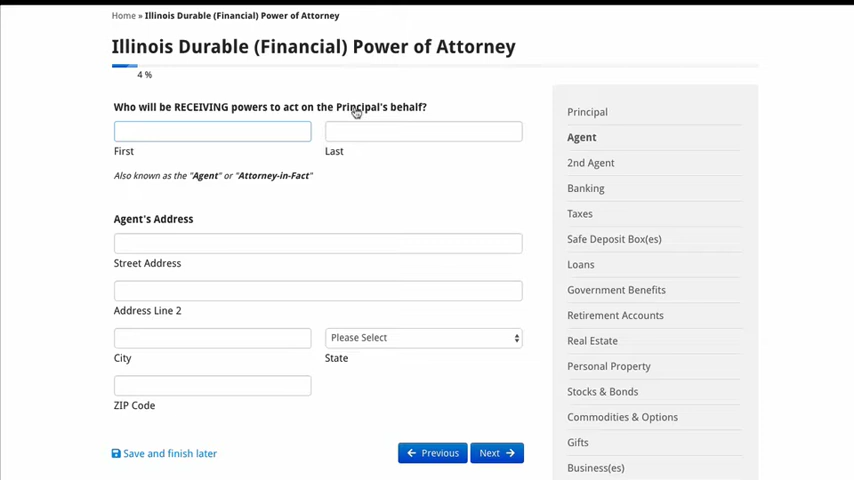 Home » Illinois Durable (Financial) Power of Attorney
Illinois Durable (Financial) Power of Attorney
4 %
Who will be RECEIVING powers to act on the Principal's behalf?
First
Last
Also known as the "Agent" or "Attorney-in-Fact"
Agent's Address
Street Address
Address Line 2
Please Select
City
State
ZIP Code
Save and finish later
Previous
Next
Principal
Agent
2nd Agent
Banking
Taxes
Safe Deposit Box(es)
Loans
Government Benefits
Retirement Accounts
Real Estate
Personal Property
Stocks & Bonds
Commodities & Options
Gifts
Business(es)